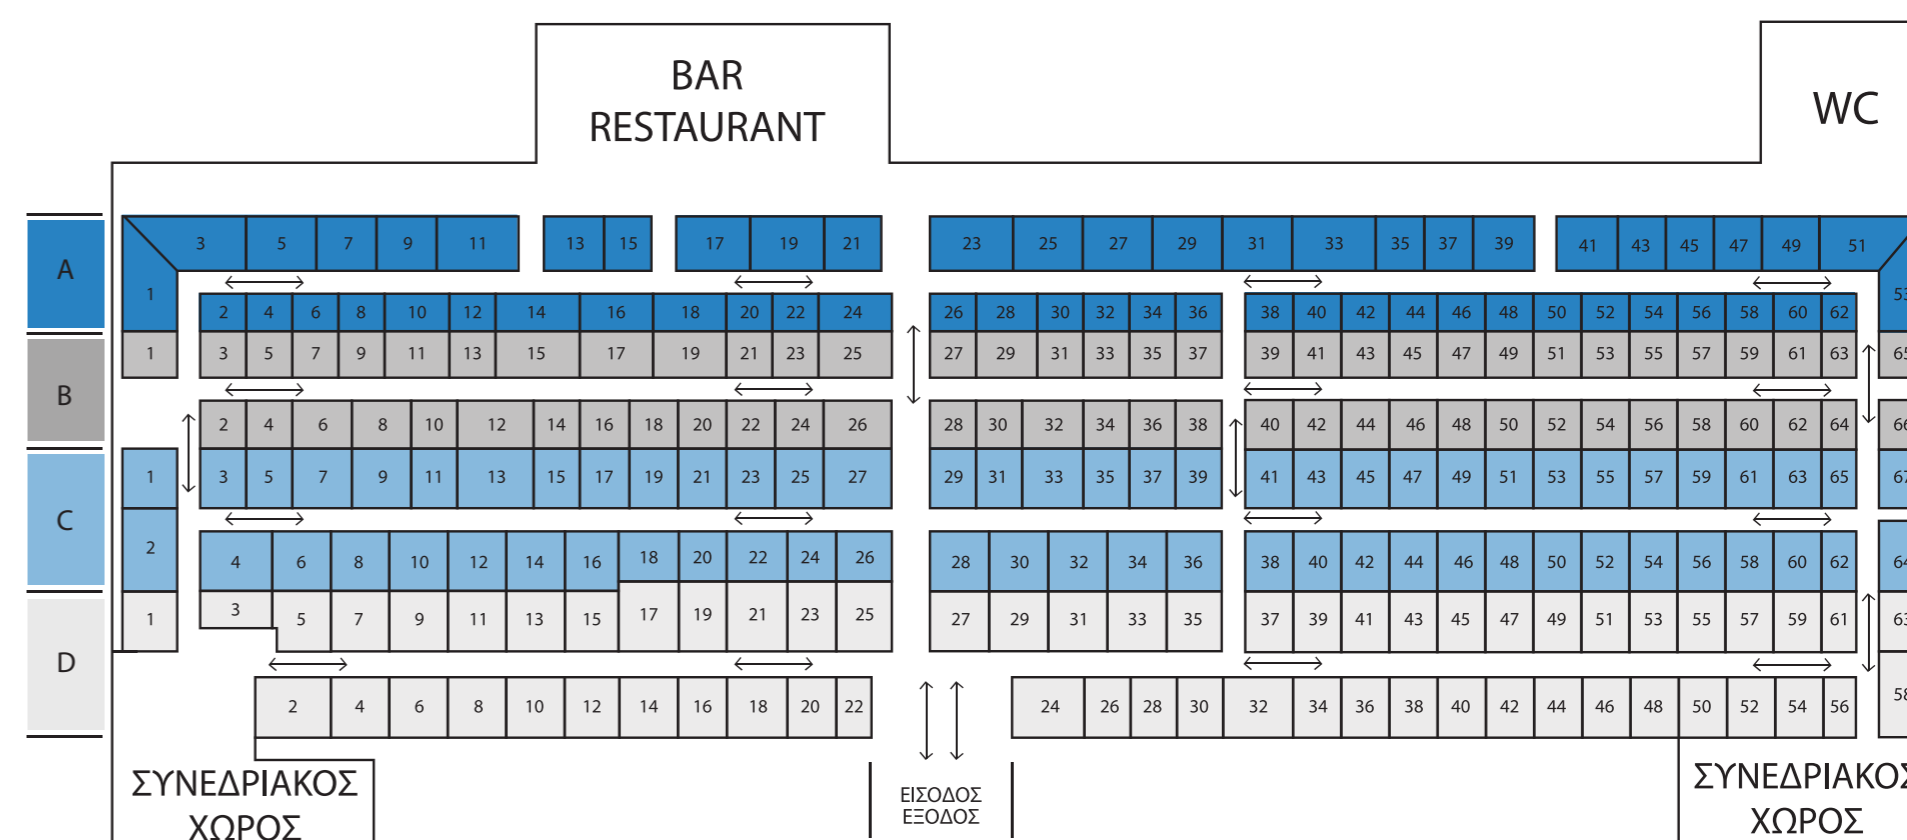 BAR
RESTAURANT
WC
A
3 5 7 9 11 13 15 17 19 21 23 25 27 29 31 33 35 37 39 41 43 45 47 49 51
1 53
2 4 6 8 10 12 14 16 18 20 22 24 26 28 30 32 34 36 38 40 42 44 46 48 50 52 54 56 58 60 62
B
1 3 5 7 9 11 13 15 17 19 21 23 25 27 29 31 33 35 37 39 41 43 45 47 49 51 53 55 57 59 61 63 65
2 4 6 8 10 12 14 16 18 20 22 24 26 28 30 32 34 36 38 40 42 44 46 48 50 52 54 56 58 60 62 64 66
C
1 3 5 7 9 11 13 15 17 19 21 23 25 27 29 31 33 35 37 39 41 43 45 47 49 51 53 55 57 59 61 63 65 67
2 4 6 8 10 12 14 16 18 20 22 24 26 28 30 32 34 36 38 40 42 44 46 48 50 52 54 56 58 60 62 64
D
1 3 5 7 9 11 13 15 17 19 21 23 25 27 29 31 33 35 37 39 41 43 45 47 49 51 53 55 57 59 61 63
2 4 6 8 10 12 14 16 18 20 22 24 26 28 30 32 34 36 38 40 42 44 46 48 50 52 54 56 58
ΣΥΝΕΔΡΙΑΚΟΣ
ΧΩΡΟΣ
ΕΙΣΟΔΟΣ
ΕΞΟΔΟΣ
ΣΥΝΕΔΡΙΑΚΟΣ
ΧΩΡΟΣ